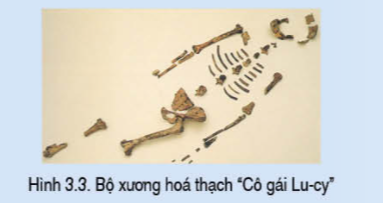 Hình 3.3. Bộ xương hoá thạch “Cô gái Lu-cy”